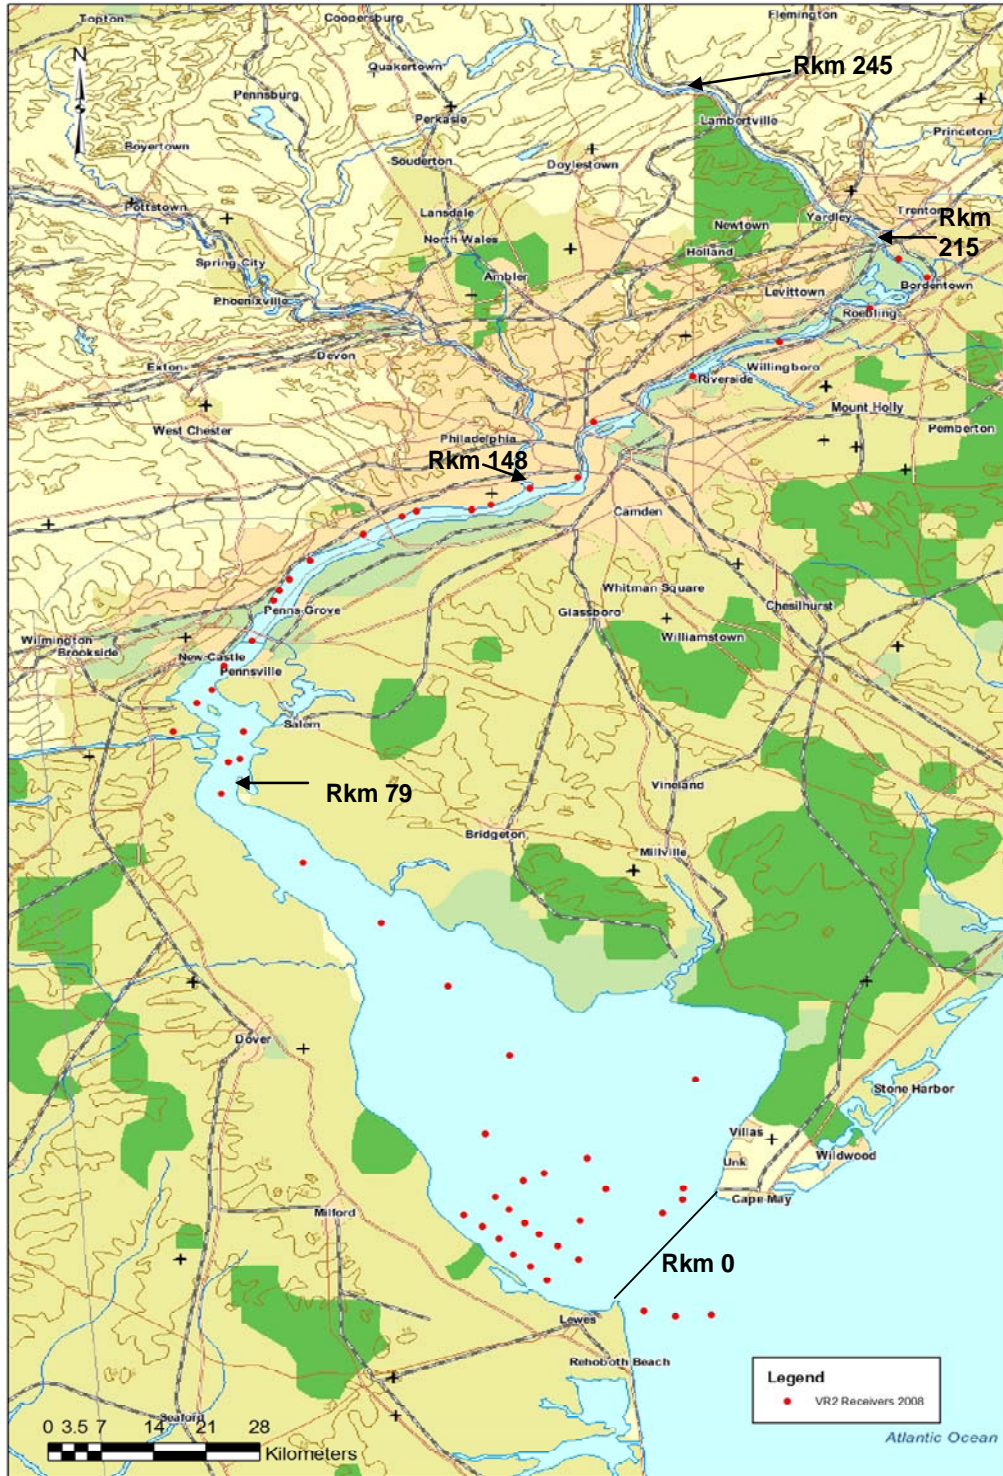 Topton
Coopersburg
Flemington
N
Quakertown
Rkm 245
Pennsburg
Perkasie
Lambertville
Princeton
Boyertown
Souderton
Doylestown
Pottstown
Lansdale
Newtown
Yardley
Trenton
Rkm
215
North Wales
Holland
Spring City
Ambler
Levittown
Bordentown
Phoenixville
Roebling
Devon
Exton
Willingboro
Riverside
Mount Holly
West Chester
Pemberton
Philadelphia
Rkm 148
Camden
Whitman Square
Chesilhurst
Penns Grove
Glassboro
Wilmington
Williamstown
Brookside
New Castle
Pennsville
Salem
Rkm 79
Vineland
Bridgeton
Millville
Dover
Stone Harbor
Villas
Wildwood
Unk
Cape May
Milford
Rkm 0
Lewes
Rehoboth Beach
Legend
VR2 Receivers 2008
Seaford
0 3.5 7 14 21 28
Kilometers
Atlantic Ocean